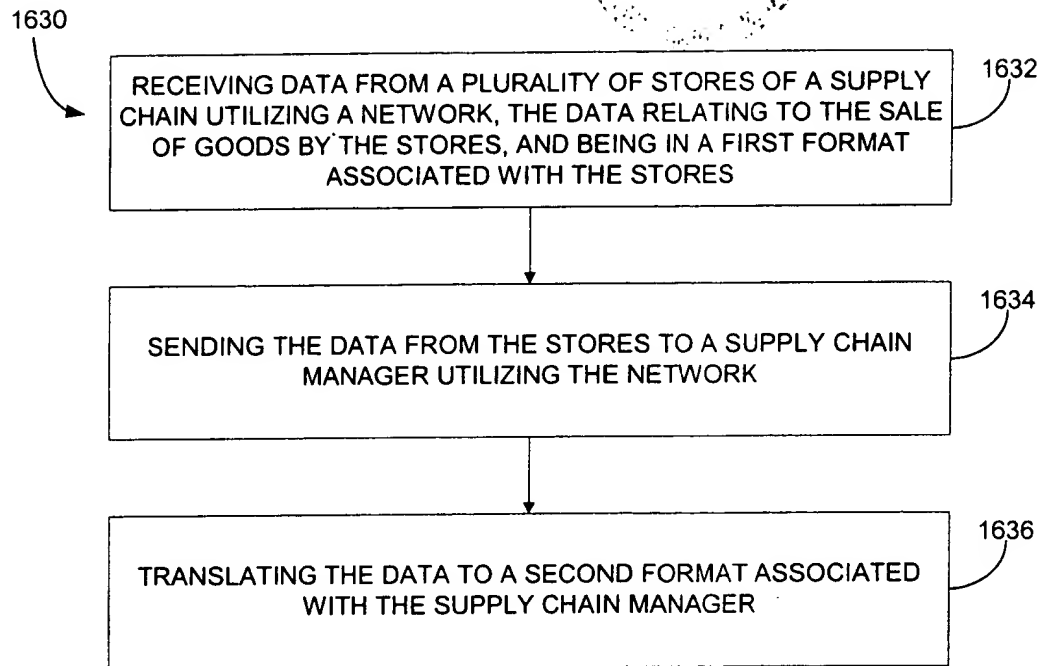 1630
RECEIVING DATA FROM A PLURALITY OF STORES OF A SUPPLY
CHAIN UTILIZING A NETWORK, THE DATA RELATING TO THE SALE
OF GOODS BY THE STORES, AND BEING IN A FIRST FORMAT
ASSOCIATED WITH THE STORES
1632
SENDING THE DATA FROM THE STORES TO A SUPPLY CHAIN
MANAGER UTILIZING THE NETWORK
1634
TRANSLATING THE DATA TO A SECOND FORMAT ASSOCIATED
WITH THE SUPPLY CHAIN MANAGER
1636